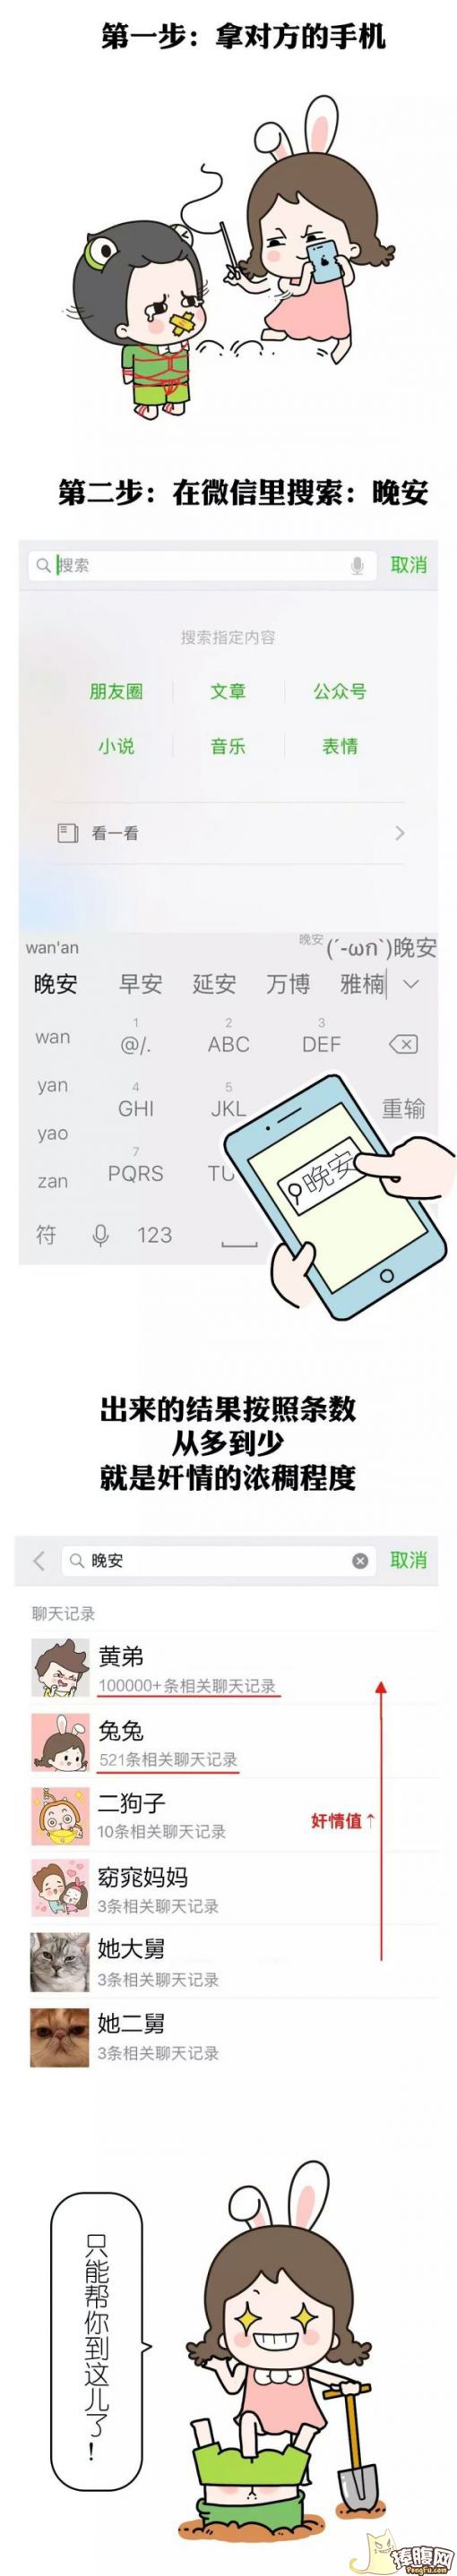 第一步：拿对方的手机
第二步：在微信里搜索：晚安
搜索
取消
搜索指定内容
朋友圈
文章
公众号
小说
音乐
表情
看一看
wan'an
晚安
(´-ωก`)晚安
晚安
早安
延安
万博
雅楠
wan
yan
yao
zan
1
@/.
2
ABC
3
DEF
4
GHI
5
JKL
重输
7
PQRS
TU
符
123
晚安
出来的结果按照条数
从多到少
就是奸情的浓稠程度
晚安
取消
聊天记录
黄弟
100000+条相关聊天记录
兔兔
521条相关聊天记录
二狗子
10条相关聊天记录
奸情值↑
窈窕妈妈
3条相关聊天记录
她大舅
3条相关聊天记录
她二舅
3条相关聊天记录
只能帮你到这儿了！
捧腹网
PengFu.com